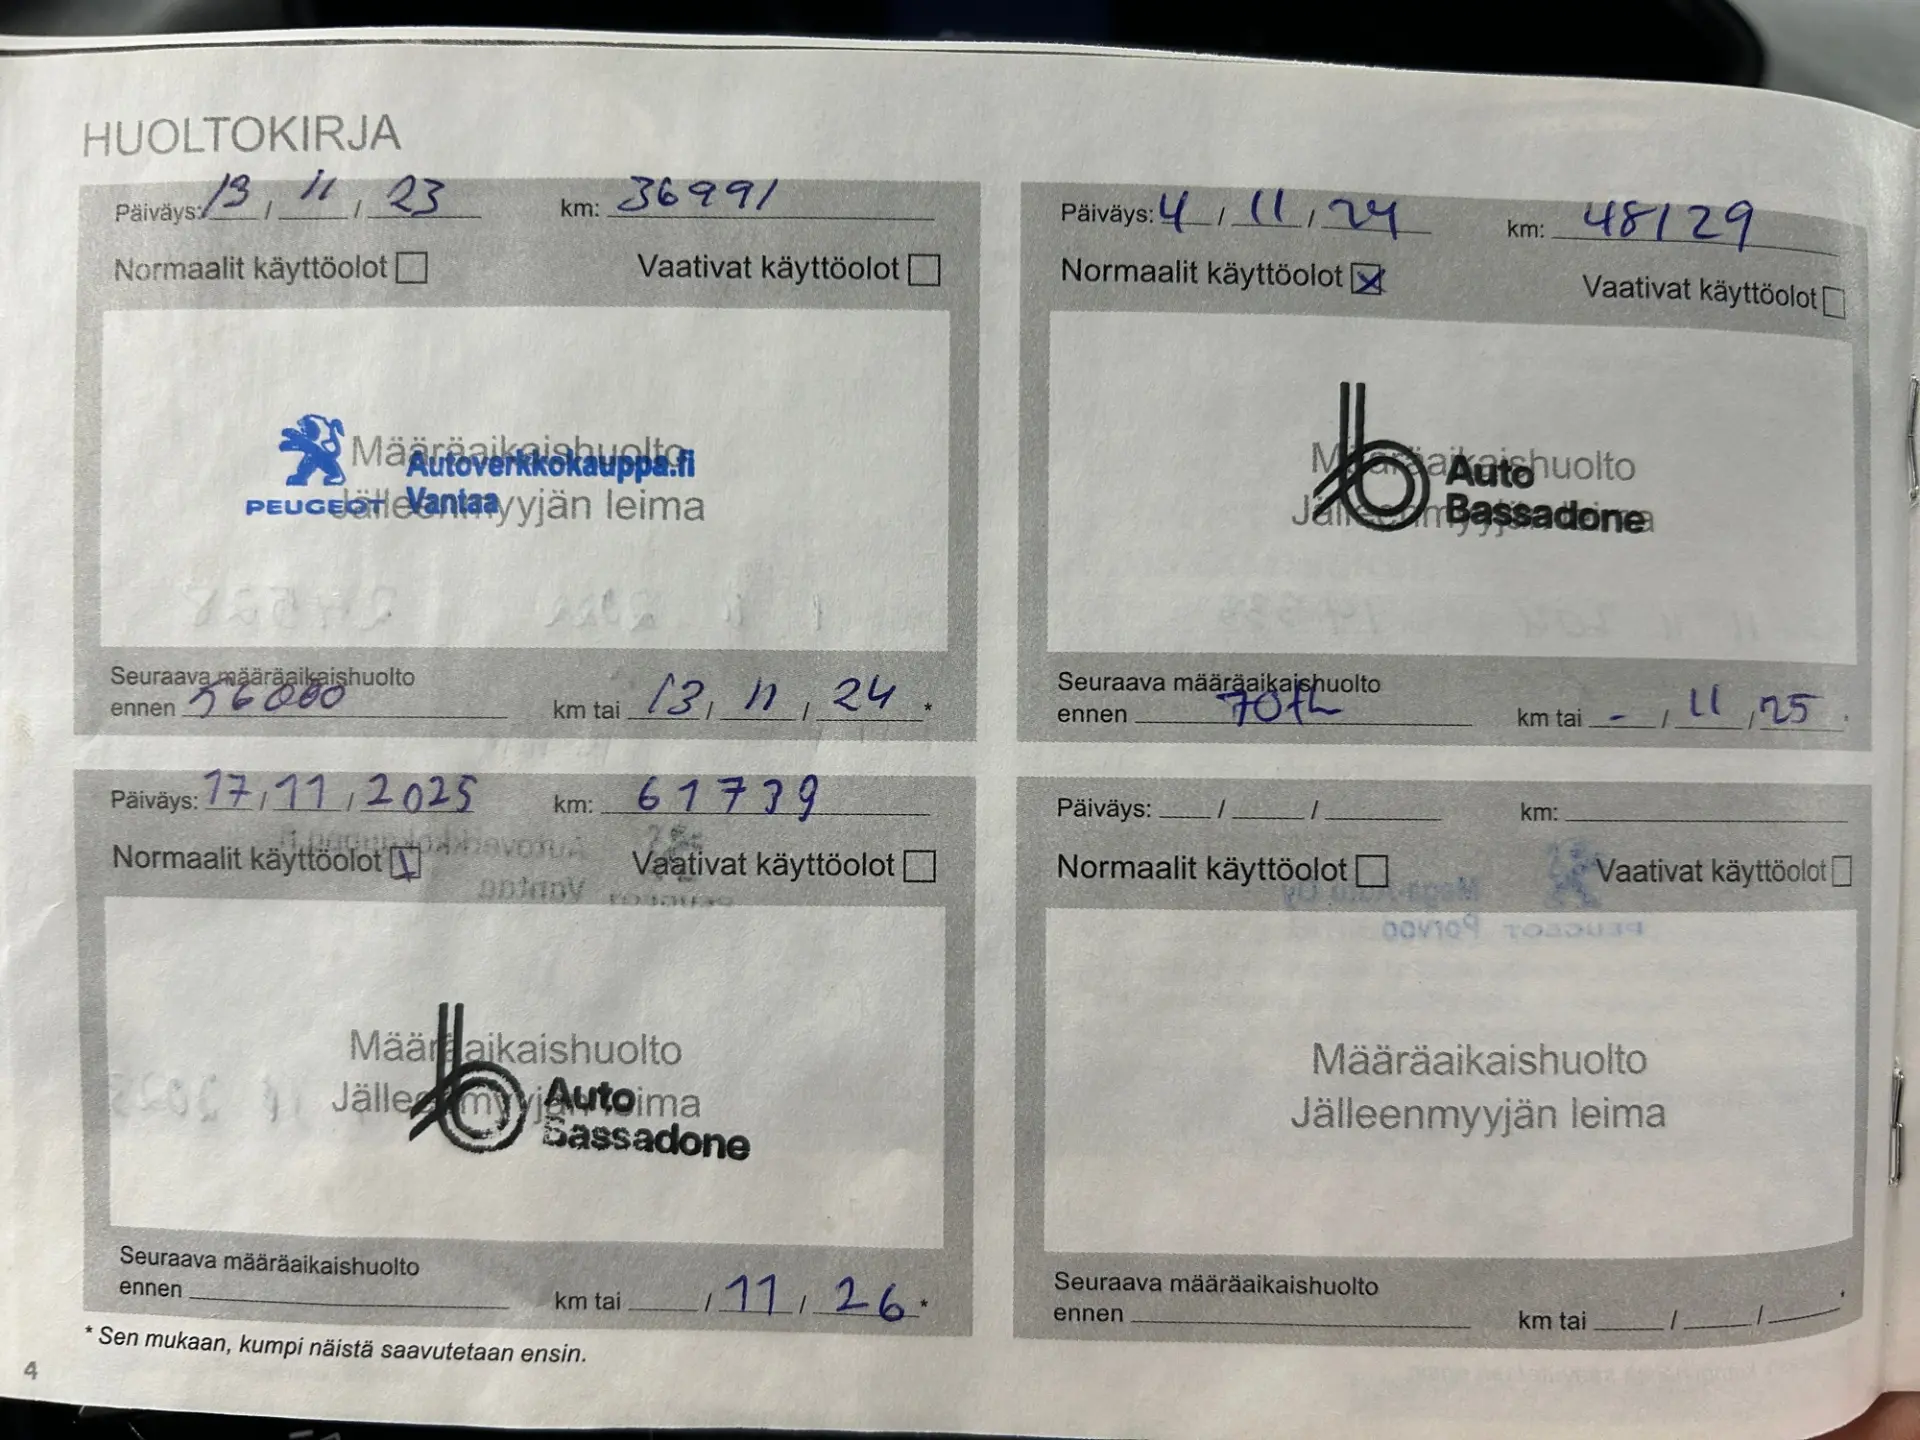 HUOLTOKIRJA
Päiväys: 13 / 11 / 23 km: 36991
Normaalit käyttöolot Vaativat käyttöolot
Määräaikaishuolto
Jälleenmyyjän leima
PEUGEOT
Autoverkkokauppa.fi
Vantaa
Seuraava määräaikaishuolto
ennen 56000 km tai 13 / 11 / 24 *
Päiväys: 4 / 11 / 24 km: 48129
Normaalit käyttöolot X Vaativat käyttöolot
Määräaikaishuolto
Jälleenmyyjän leima
Auto
Bassadone
Seuraava määräaikaishuolto
ennen km tai - / 11 / 25
Päiväys: 17 / 11 / 2025 km: 61739
Normaalit käyttöolot Vaativat käyttöolot
Määräaikaishuolto
Jälleenmyyjän leima
Auto
Bassadone
Seuraava määräaikaishuolto
ennen km tai / 11 / 26 *
Päiväys: / / km:
Normaalit käyttöolot Vaativat käyttöolot
Määräaikaishuolto
Jälleenmyyjän leima
Seuraava määräaikaishuolto
ennen km tai / /
* Sen mukaan, kumpi näistä saavutetaan ensin.
4